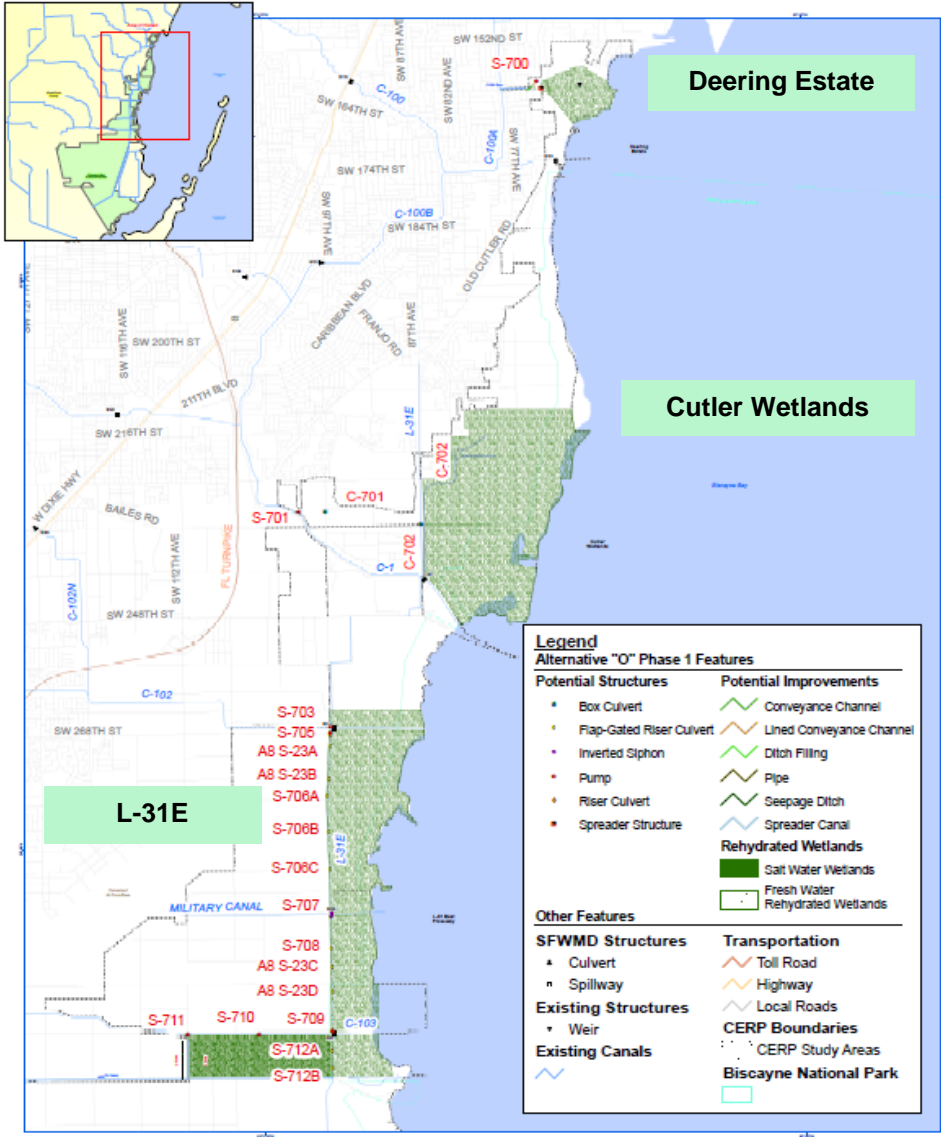 SW 152ND ST
S-700
Deering Estate
SW 87TH AVE
SW 82ND AVE
C-100
SW 164TH ST
C-100A
SW 77TH AVE
SW 174TH ST
C-100B
SW 184TH ST
SW 97TH AVE
OLD CUTLER RD
CARIBBEAN BLVD
FRANJO RD
87TH AVE
SW 116TH AVE
SW 200TH ST
211TH BLVD
L-31E
Cutler Wetlands
SW 216TH ST
C-702
W DIXIE HWY
BAILES RD
C-701
S-701
Biscayne Bay
FL TURNPIKE
SW 112TH AVE
C-702
C-1
C-102N
SW 248TH ST
C-102
S-703
SW 268TH ST
S-705
A8 S-23A
A8 S-23B
S-706A
L-31E
S-706B
L-31E
S-706C
MILITARY CANAL
S-707
S-708
A8 S-23C
A8 S-23D
S-711
S-710
S-709
C-103
S-712A
S-712B
Legend
Alternative "O" Phase 1 Features
Potential Structures
Box Culvert
Flap-Gated Riser Culvert
Inverted Siphon
Pump
Riser Culvert
Spreader Structure
Potential Improvements
Conveyance Channel
Lined Conveyance Channel
Ditch Filling
Pipe
Seepage Ditch
Spreader Canal
Rehydrated Wetlands
Salt Water Wetlands
Fresh Water
Rehydrated Wetlands
Other Features
SFWMD Structures
Culvert
Spillway
Existing Structures
Weir
Existing Canals
Transportation
Toll Road
Highway
Local Roads
CERP Boundaries
CERP Study Areas
Biscayne National Park